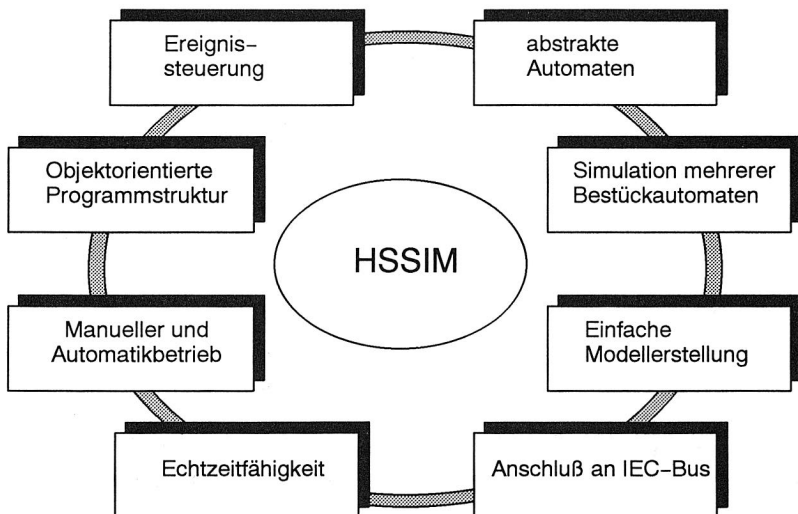 Ereignis-
steuerung
abstrakte
Automaten
Objektorientierte
Programmstruktur
Simulation mehrerer
Bestückautomaten
HSSIM
Manueller und
Automatikbetrieb
Einfache
Modellerstellung
Echtzeitfähigkeit
Anschluß an IEC-Bus